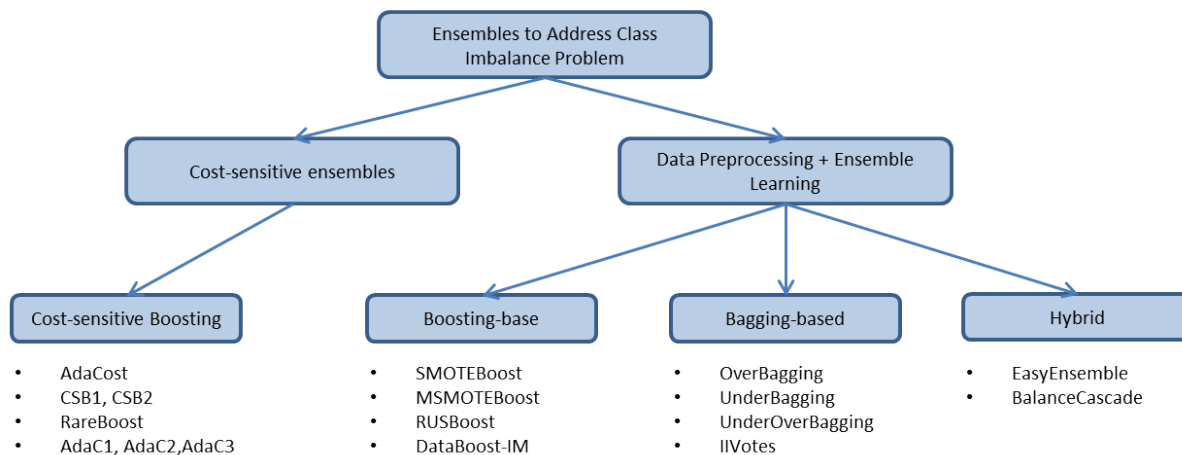 Ensembles to Address Class
Imbalance Problem
Cost-sensitive ensembles
Data Preprocessing + Ensemble
Learning
Cost-sensitive Boosting
• AdaCost
• CSB1, CSB2
• RareBoost
• AdaC1, AdaC2,AdaC3
Boosting-base
• SMOTEBoost
• MSMOTEBoost
• RUSBoost
• DataBoost-IM
Bagging-based
• OverBagging
• UnderBagging
• UnderOverBagging
• IIVotes
Hybrid
• EasyEnsemble
• BalanceCascade